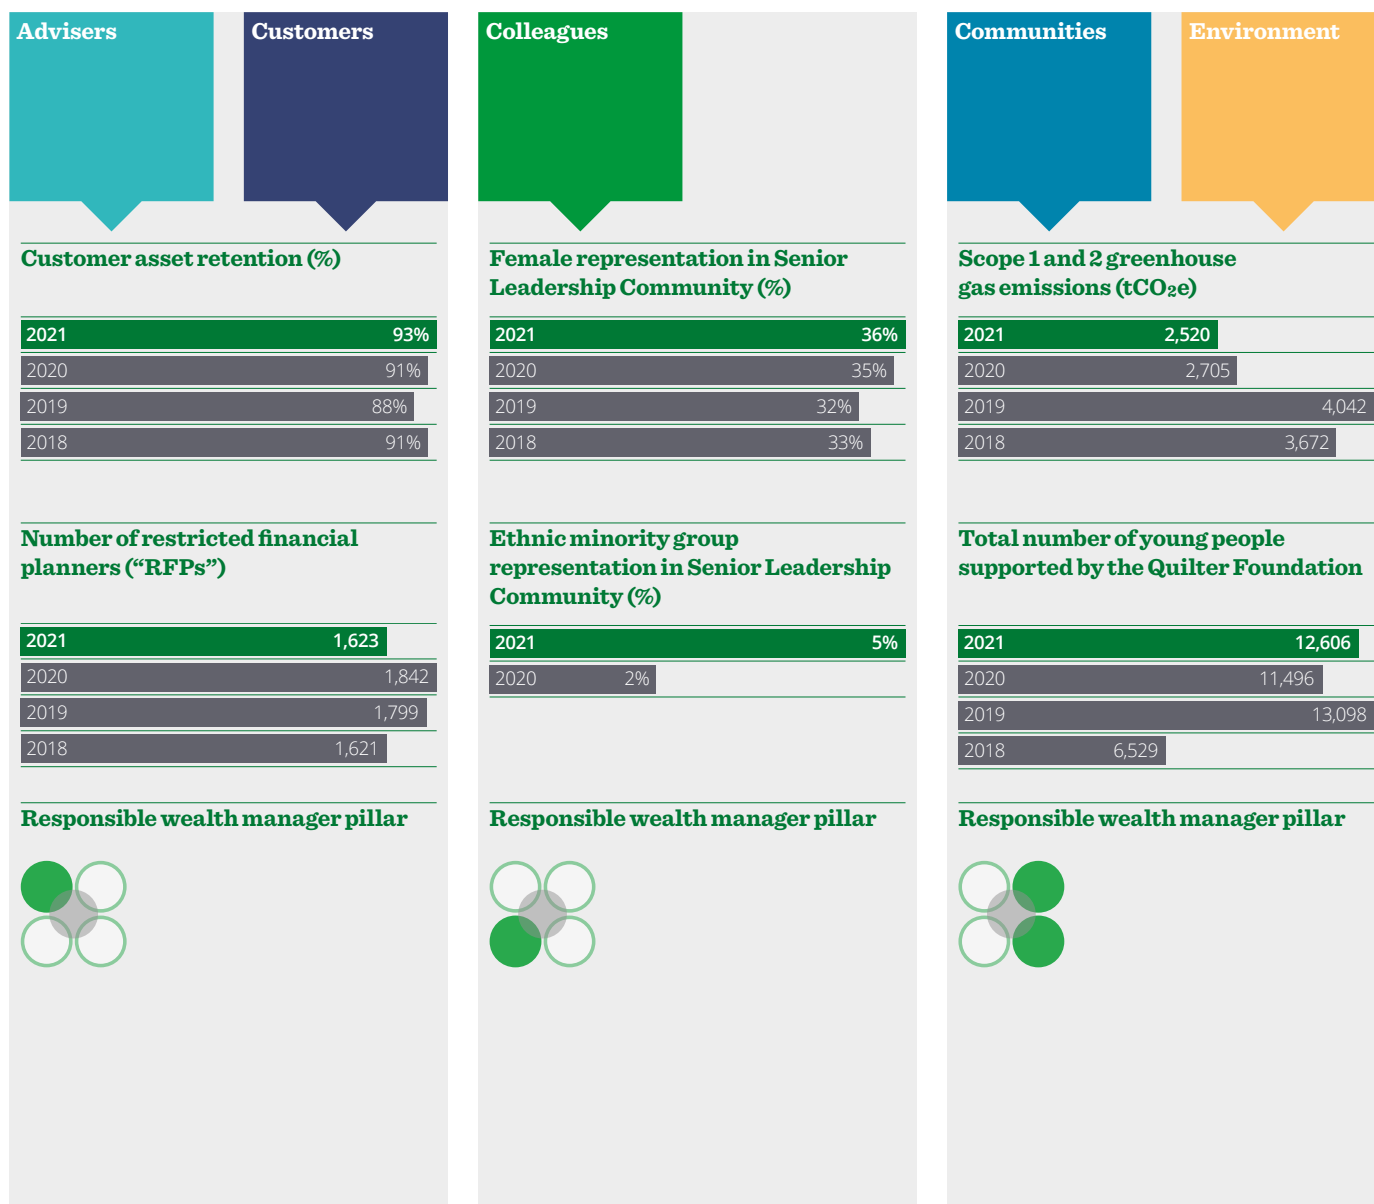 Advisers
Customers
Customer asset retention (%)
2021 93%
2020 91%
2019 88%
2018 91%
Number of restricted financial
planners (“RFPs”)
2021 1,623
2020 1,842
2019 1,799
2018 1,621
Responsible wealth manager pillar
Colleagues
Female representation in Senior
Leadership Community (%)
2021 36%
2020 35%
2019 32%
2018 33%
Ethnic minority group
representation in Senior Leadership
Community (%)
2021 5%
2020 2%
Responsible wealth manager pillar
Communities
Environment
Scope 1 and 2 greenhouse
gas emissions (tCO₂e)
2021 2,520
2020 2,705
2019 4,042
2018 3,672
Total number of young people
supported by the Quilter Foundation
2021 12,606
2020 11,496
2019 13,098
2018 6,529
Responsible wealth manager pillar